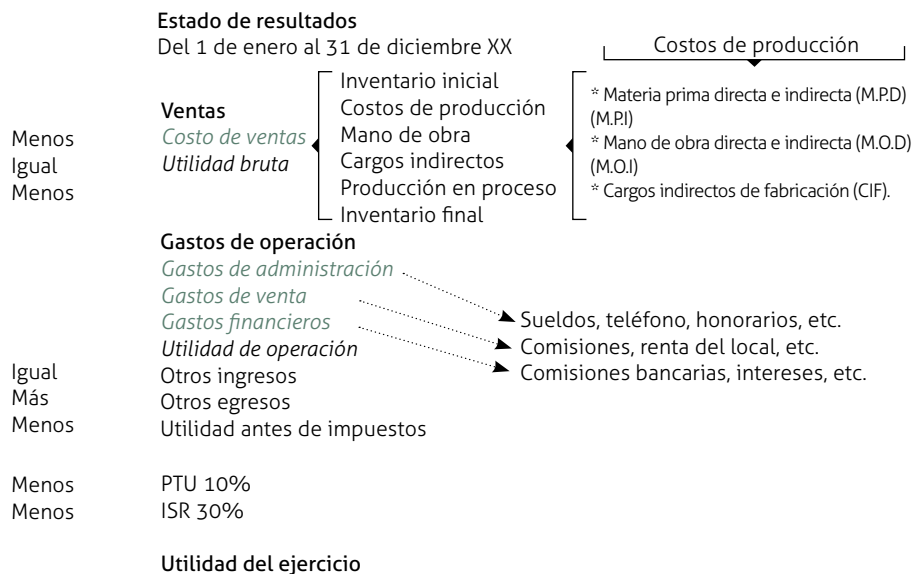 Estado de resultados
Del 1 de enero al 31 de diciembre XX
Costos de producción
Ventas
Menos Costo de ventas
Igual Utilidad bruta
Menos
Inventario inicial
Costos de producción
Mano de obra
Cargos indirectos
Producción en proceso
Inventario final
* Materia prima directa e indirecta (M.P.D)
(M.P.I)
* Mano de obra directa e indirecta (M.O.D)
(M.O.I)
* Cargos indirectos de fabricación (CIF).
Gastos de operación
Gastos de administración
Gastos de venta
Gastos financieros
Sueldos, teléfono, honorarios, etc.
Comisiones, renta del local, etc.
Comisiones bancarias, intereses, etc.
Utilidad de operación
Igual Otros ingresos
Más Otros egresos
Menos Utilidad antes de impuestos
Menos PTU 10%
Menos ISR 30%
Utilidad del ejercicio